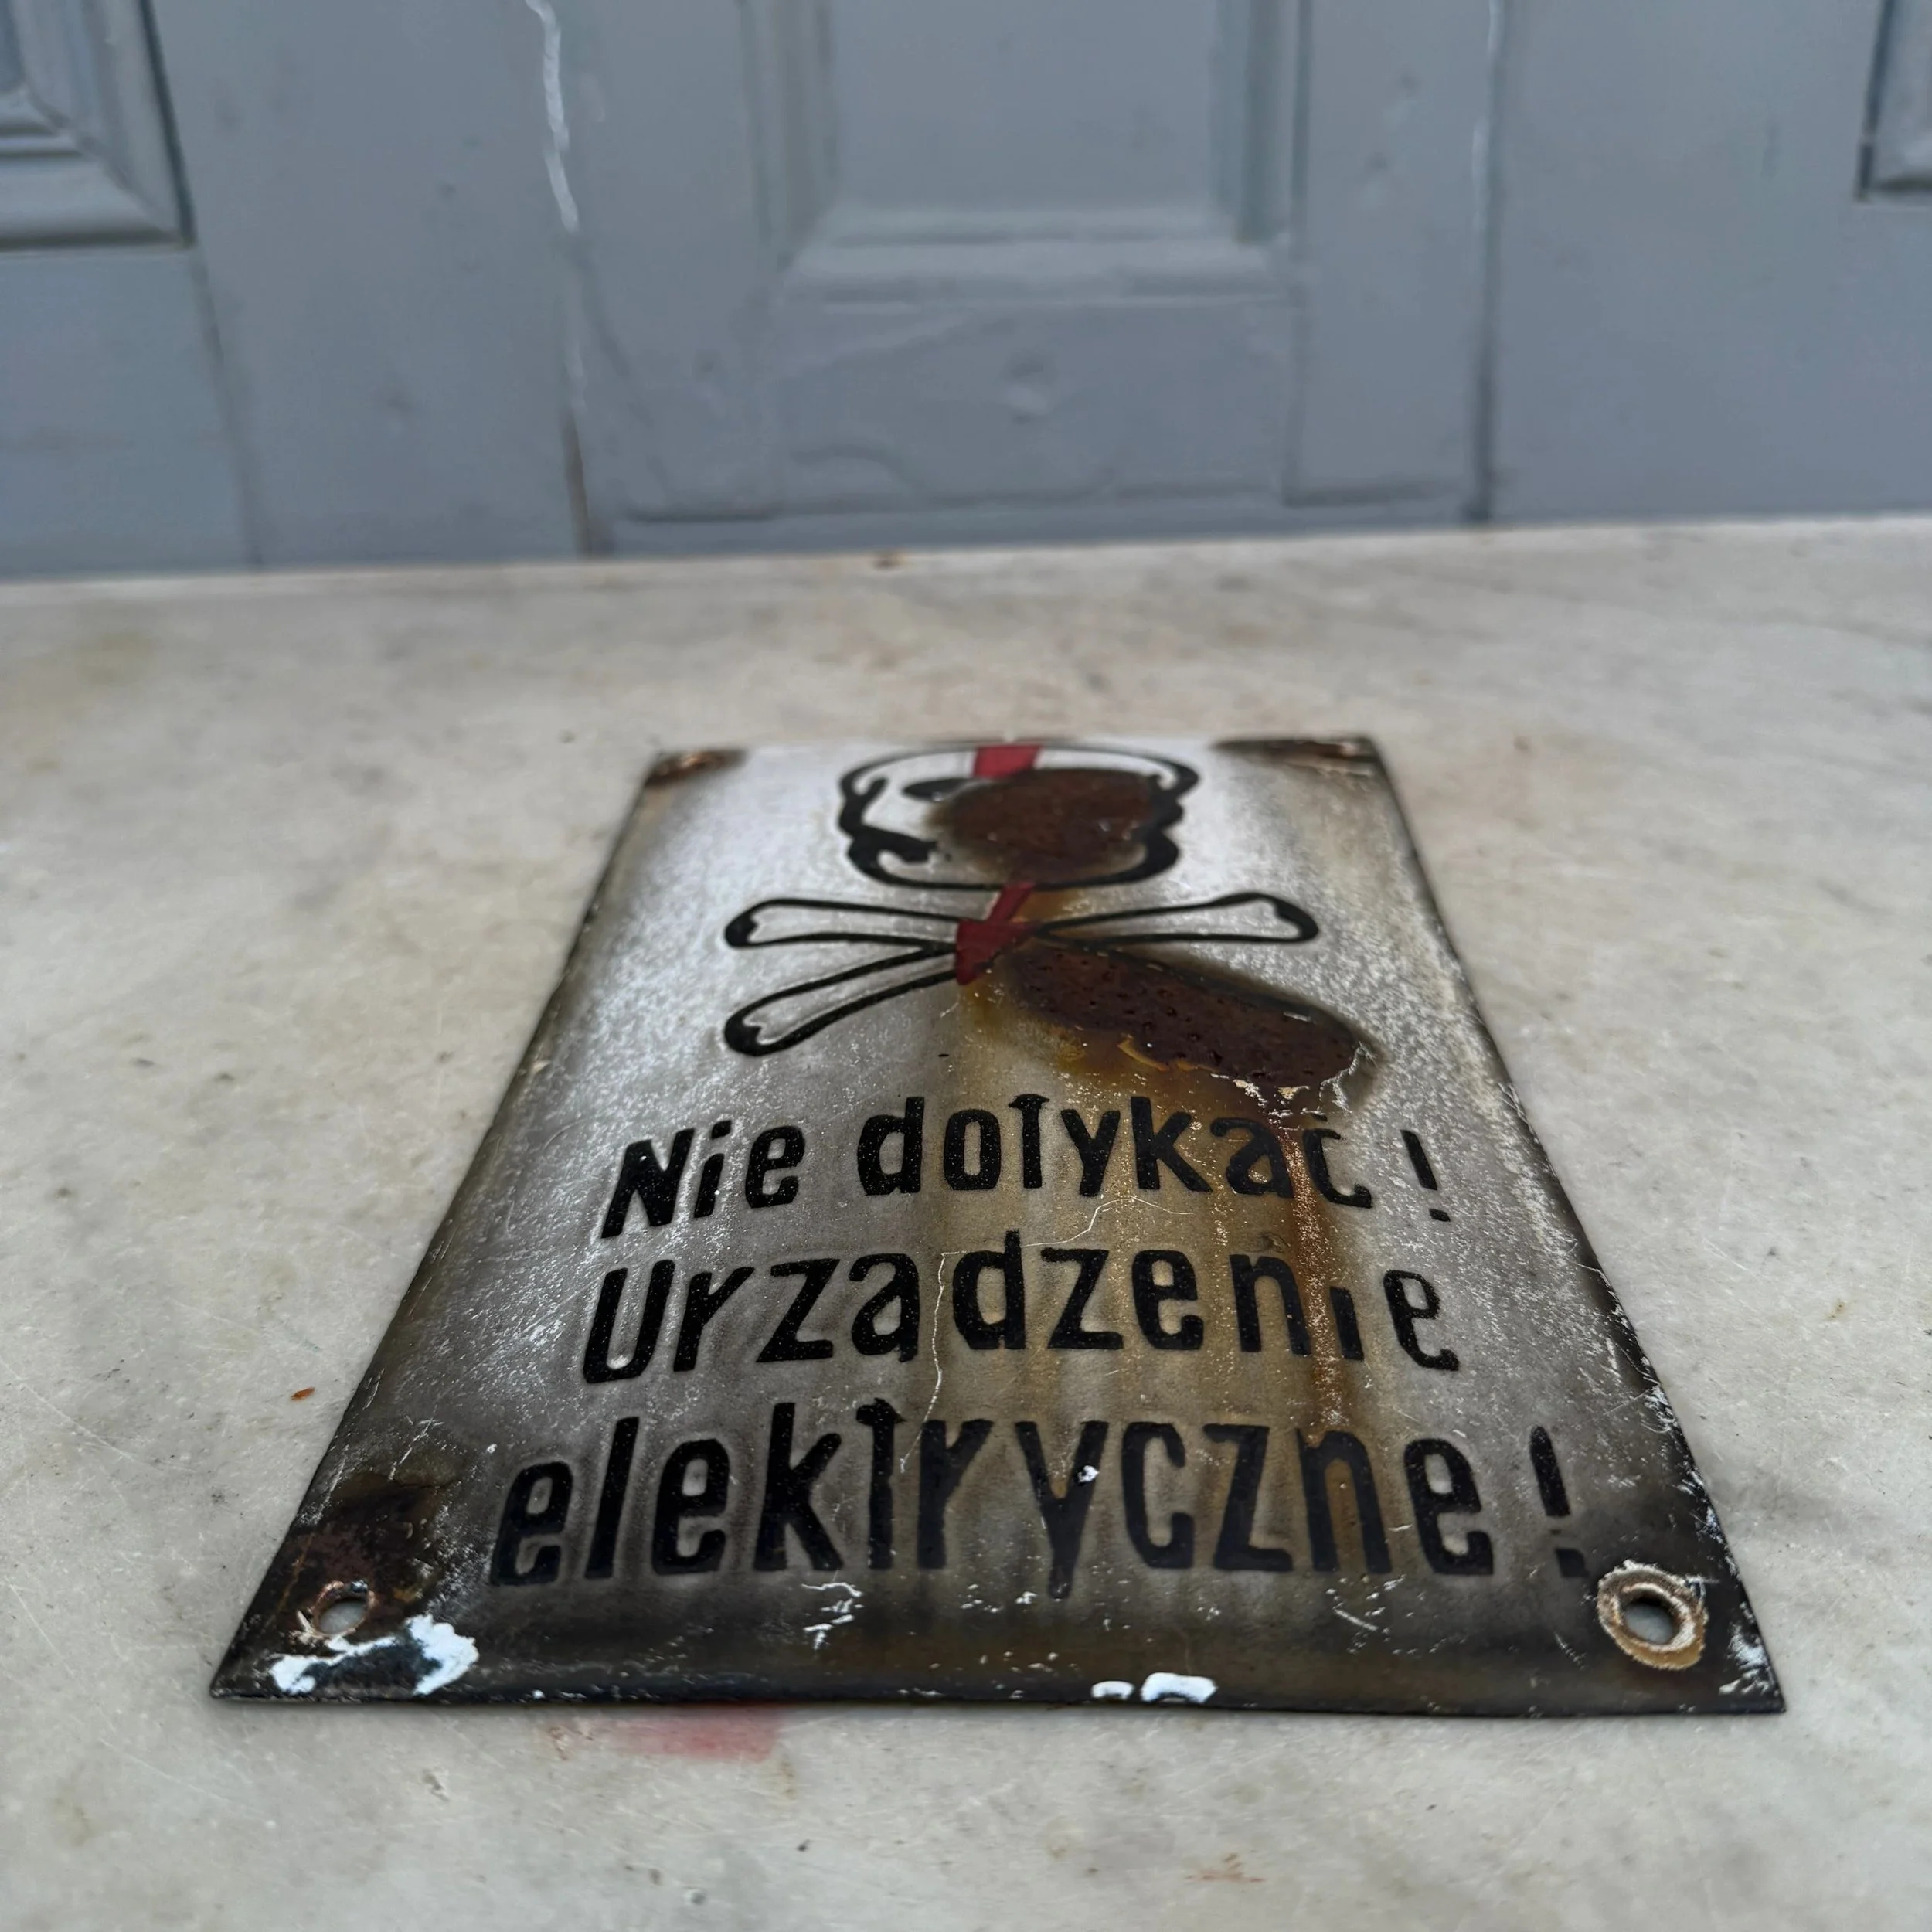 Nie dotykać!
Urządzenie
elektryczne!